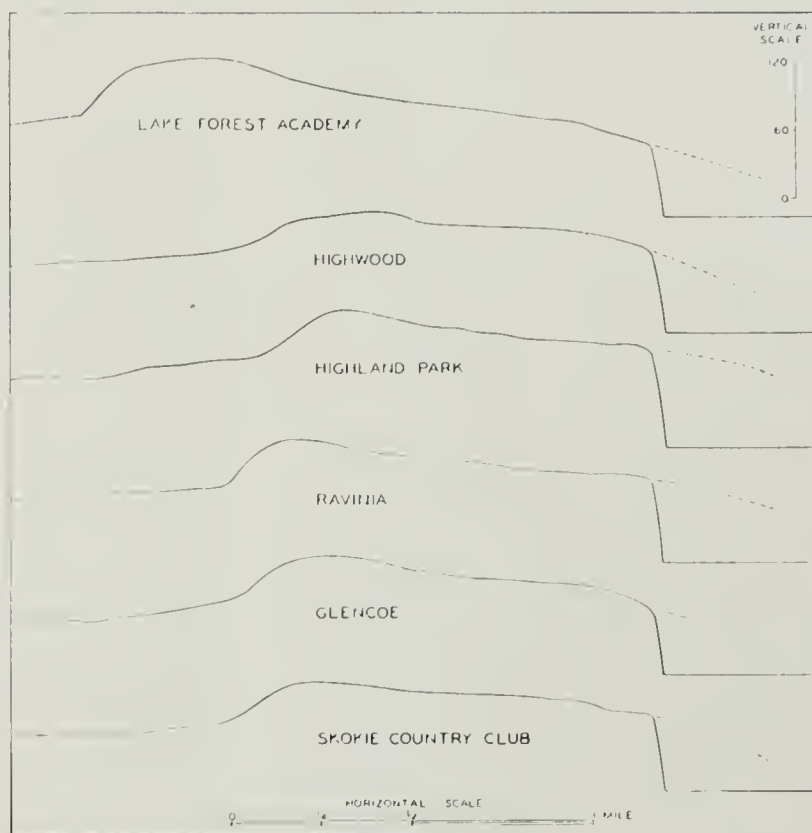 VERTICAL
SCALE
120
60
0
LAKE FOREST ACADEMY
HIGHWOOD
HIGHLAND PARK
RAVINIA
GLENCOE
SKOKIE COUNTRY CLUB
HORIZONTAL SCALE
0 ¼ ½ 1 MILE